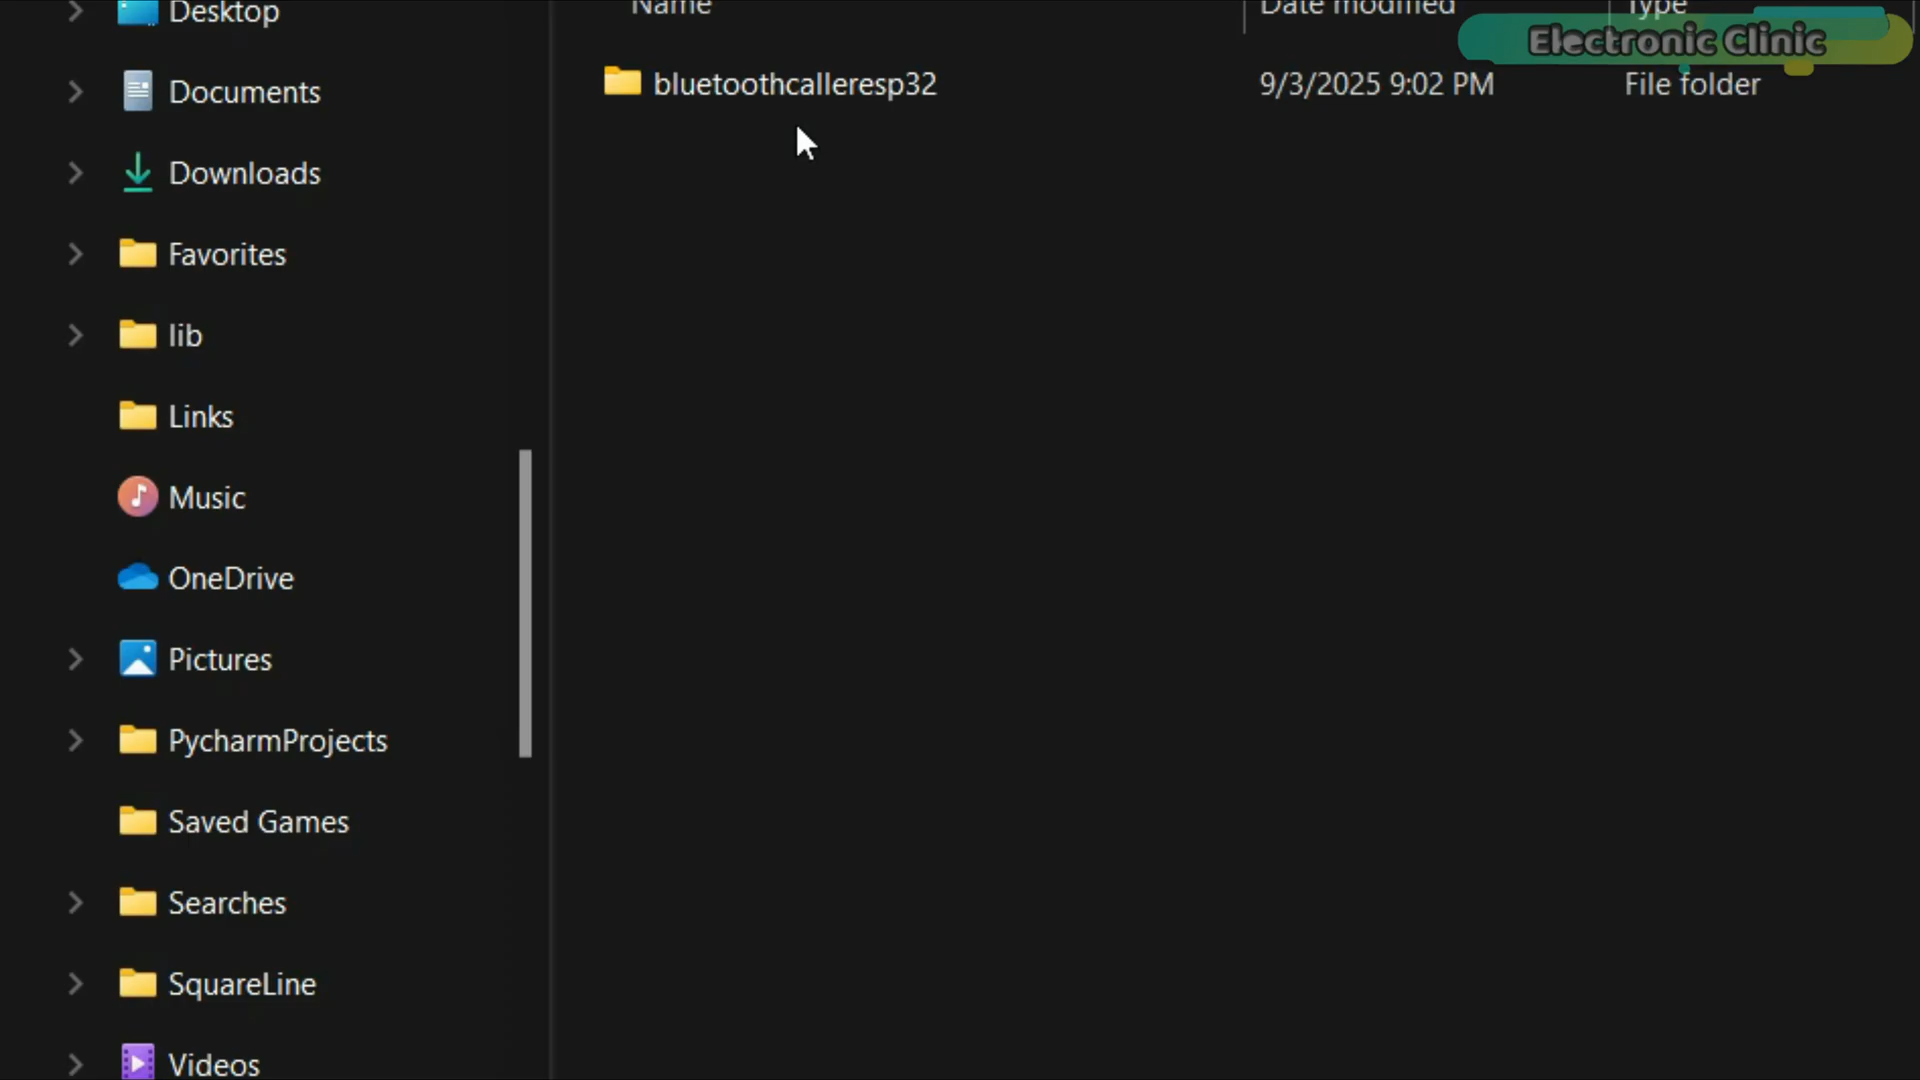 Desktop
Documents
Downloads
Favorites
lib
Links
Music
OneDrive
Pictures
PycharmProjects
Saved Games
Searches
SquareLine
Videos
Name Date modified Type
bluetoothcalleresp32 9/3/2025 9:02 PM File folder
Electronic Clinic